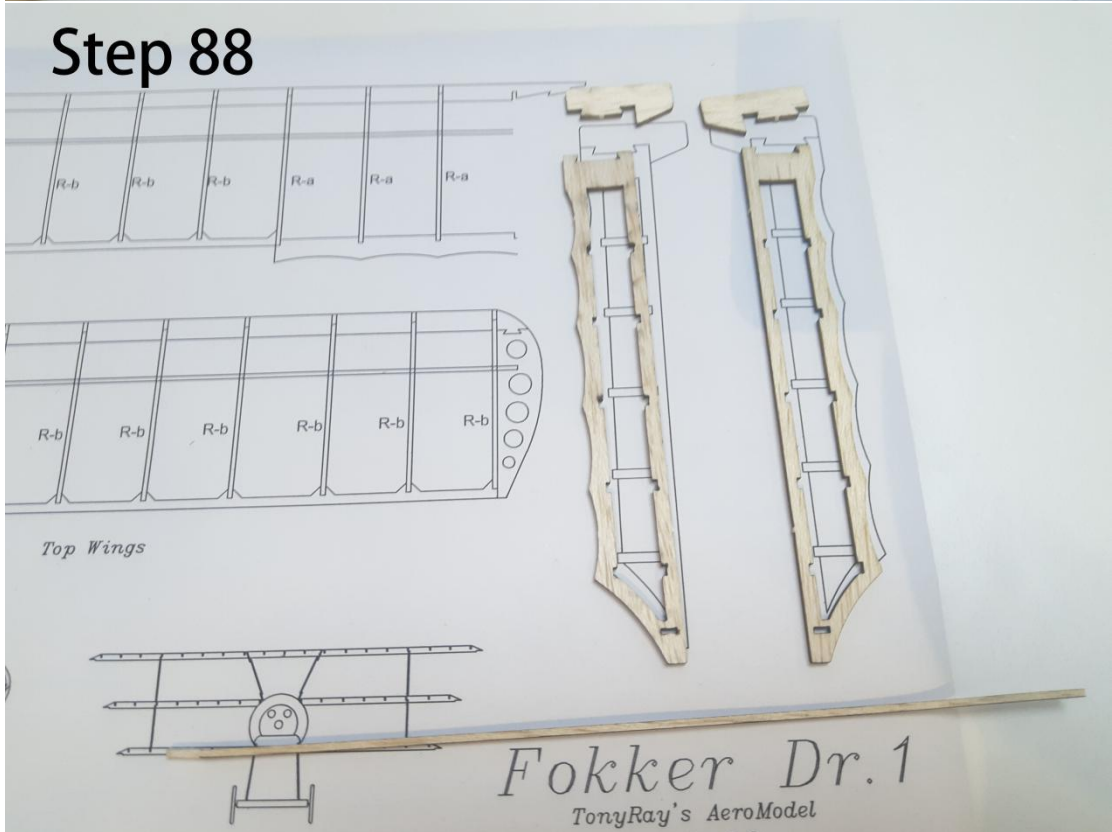 Step 88
R-b R-b R-b R-a R-a R-a
R-b R-b R-b R-b R-b R-b
Top Wings
Fokker Dr.1
TonyRay's AeroModel